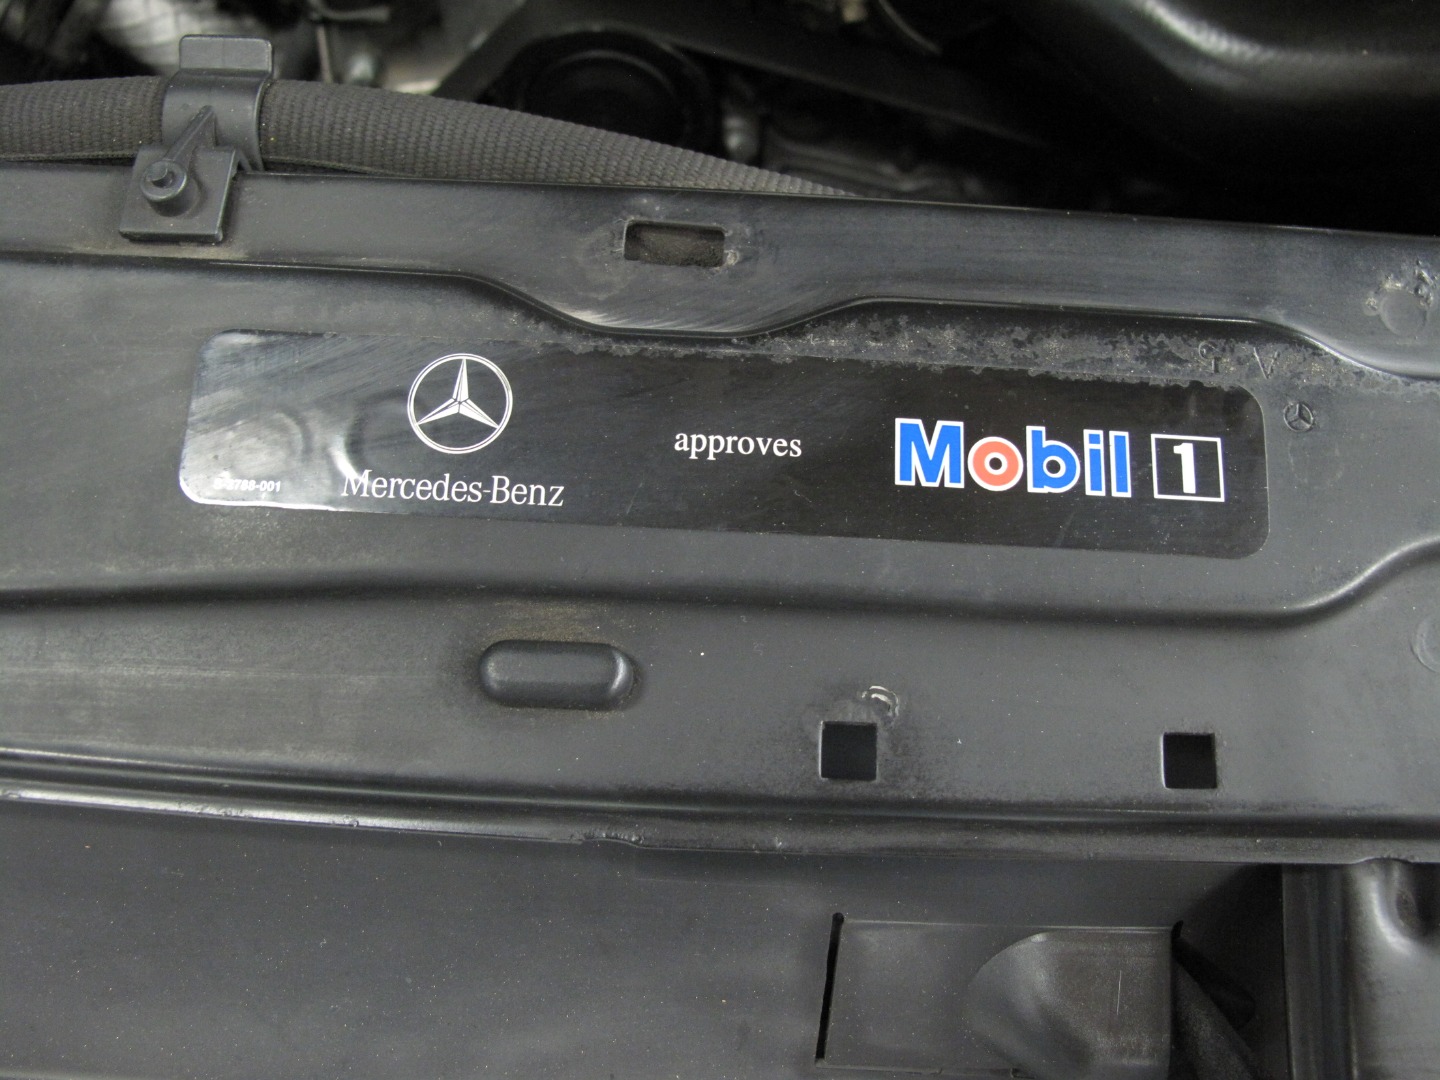 Mercedes-Benz
approves
Mobil 1